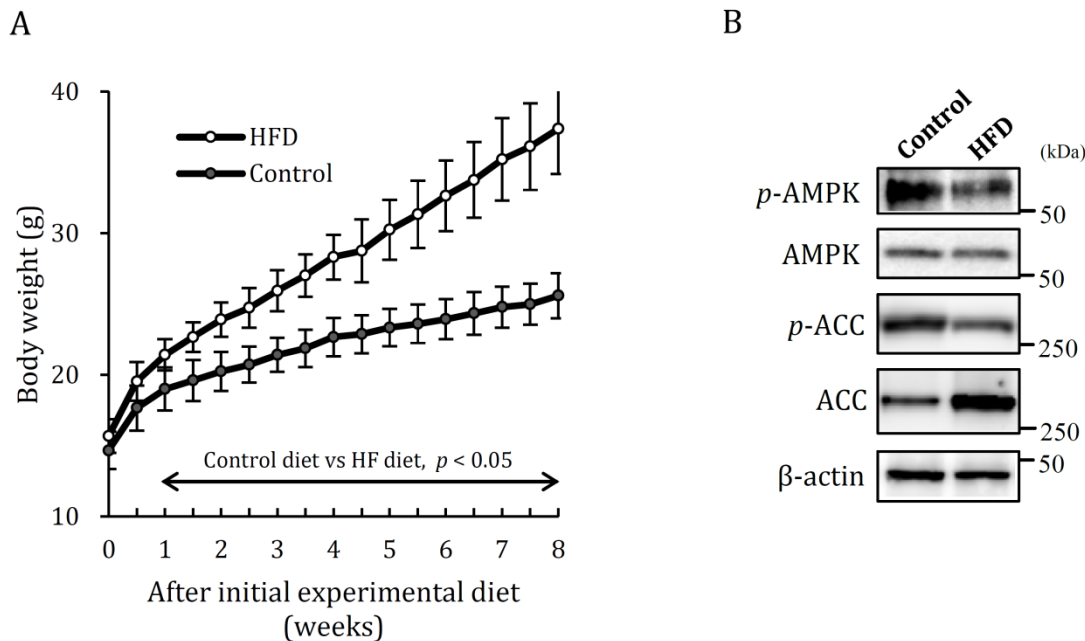 A
40
30
20
10
Body weight (g)
HFD
Control
Control diet vs HF diet, p < 0.05
0 1 2 3 4 5 6 7 8
After initial experimental diet
(weeks)
B
Control HFD (kDa)
p-AMPK
50
AMPK
50
p-ACC
250
ACC
250
β-actin
50